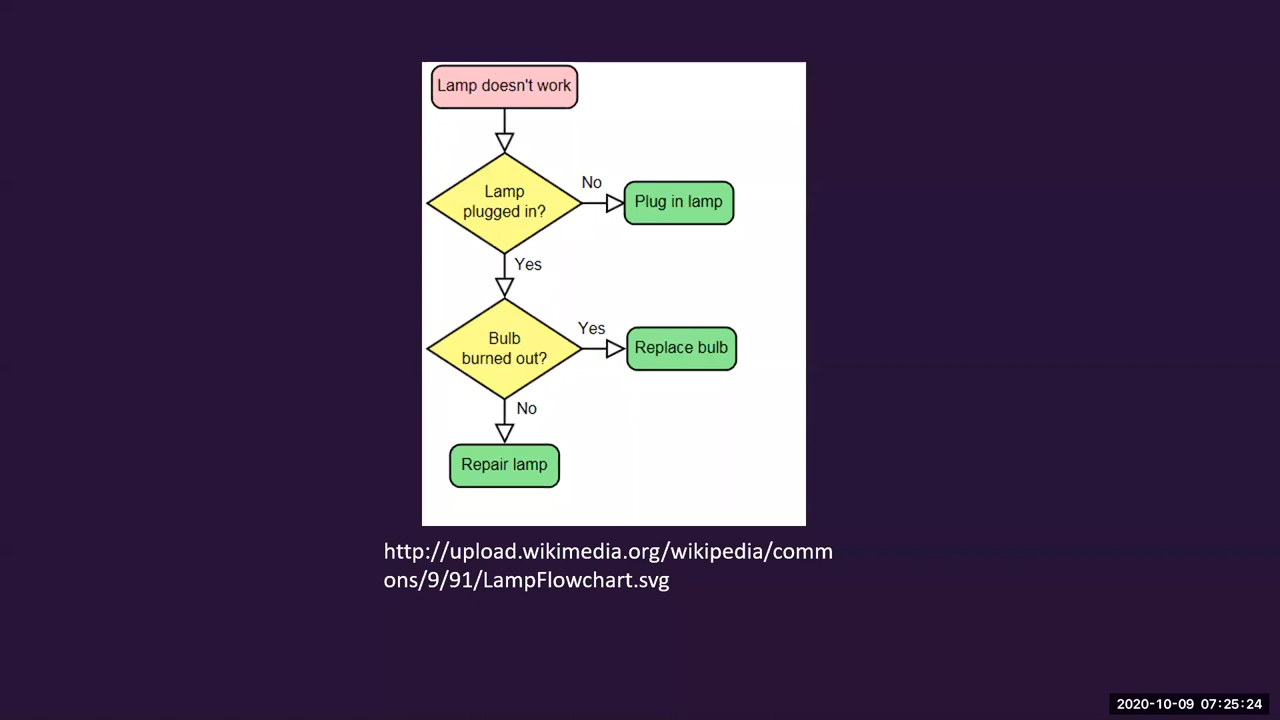 Lamp doesn't work
Lamp
plugged in?
No
Plug in lamp
Yes
Bulb
burned out?
Yes
Replace bulb
No
Repair lamp
http://upload.wikimedia.org/wikipedia/comm
ons/9/91/LampFlowchart.svg
2020-10-09 07:25:24